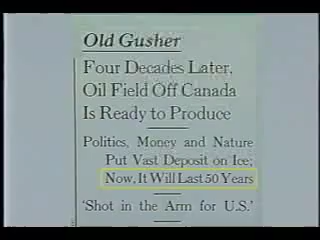 Old Gusher
Four Decades Later,
Oil Field Off Canada
Is Ready to Produce
Politics, Money and Nature
Put Vast Deposit on Ice;
Now, It Will Last 50 Years
'Shot in the Arm for U.S.'